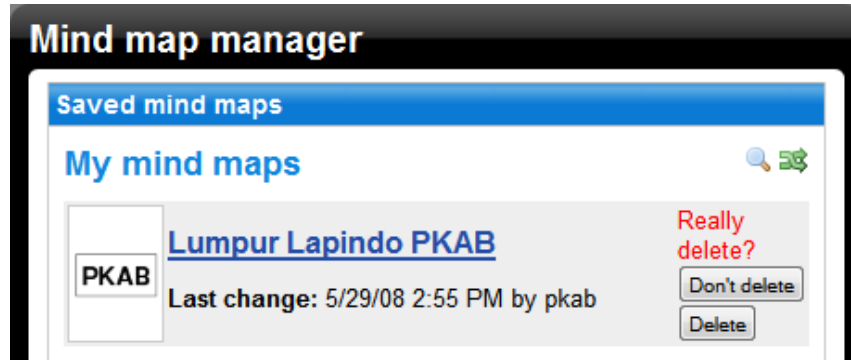 Mind map manager
Saved mind maps
My mind maps
PKAB
Lumpur Lapindo PKAB
Last change: 5/29/08 2:55 PM by pkab
Really
delete?
Don't delete
Delete